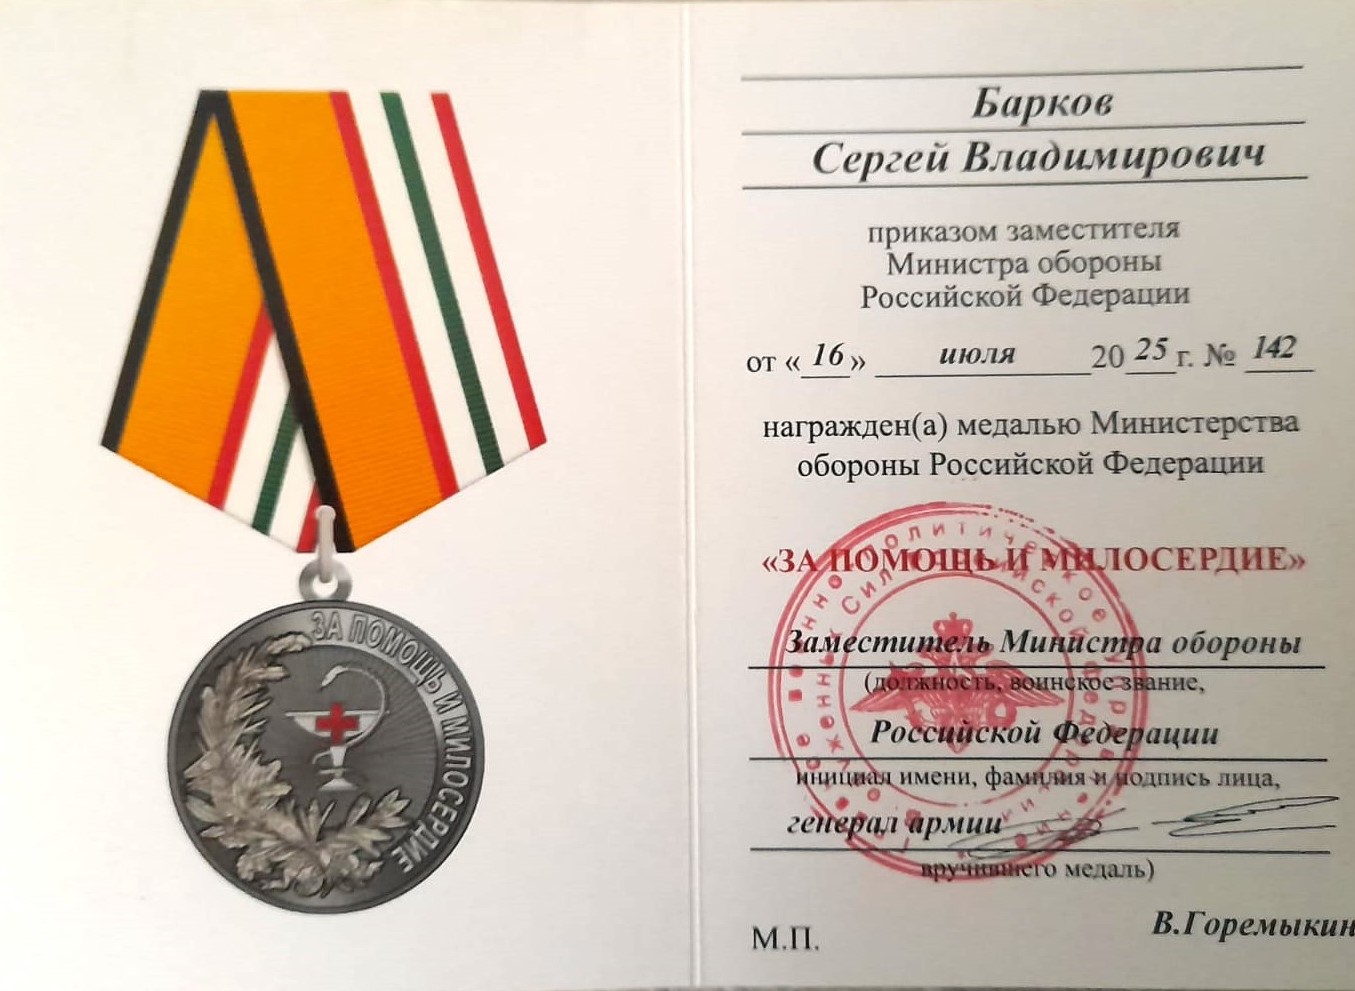 ЗА ПОМОЩЬ И МИЛОСЕРДИЕ
Барков
Сергей Владимирович
приказом заместителя
Министра обороны
Российской Федерации
от « 16 » июля 20 25 г. № 142
награжден(а) медалью Министерства
обороны Российской Федерации
«ЗА ПОМОЩЬ И МИЛОСЕРДИЕ»
Заместитель Министра обороны
(должность, воинское звание,
Российской Федерации
инициал имени, фамилия и подпись лица,
генерал армии
вручившего медаль)
В.Горемыкин
М.П.